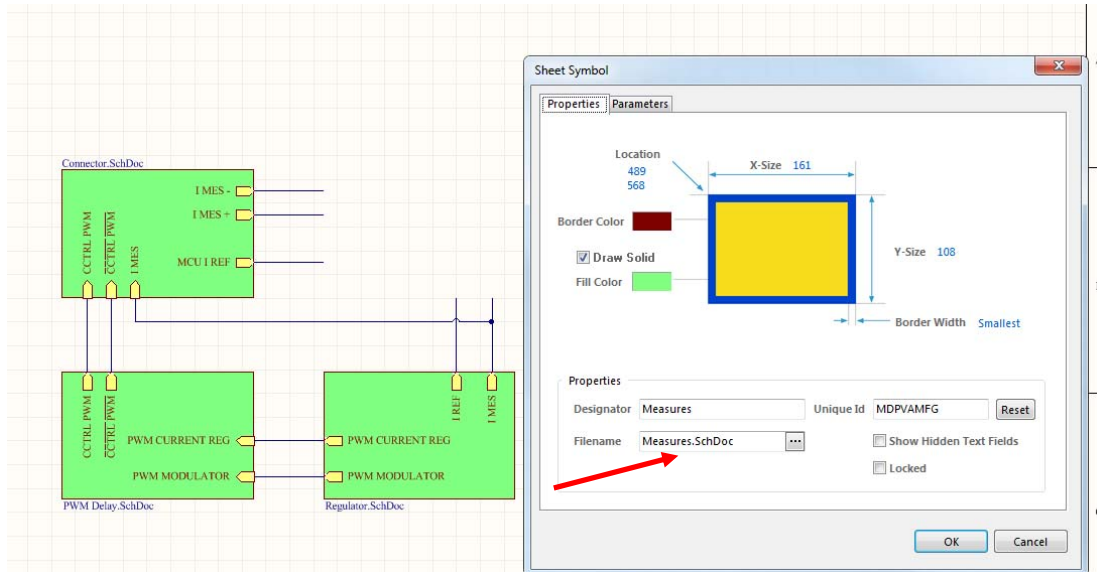 Connector.SchDoc
I MES -
I MES +
MCU I REF
CCTRL PWM
CCTRL PWM
I MES
CCTRL PWM
CCTRL PWM
PWM CURRENT REG
PWM MODULATOR
PWM Delay.SchDoc
I REF
I MES
PWM CURRENT REG
PWM MODULATOR
Regulator.SchDoc
Sheet Symbol
Properties Parameters
Location
489
568
X-Size 161
Border Color
Draw Solid
Fill Color
Y-Size 108
Border Width Smallest
Properties
Designator Measures Unique Id MDPVAMFG Reset
Filename Measures.SchDoc ... Show Hidden Text Fields
Locked
OK Cancel